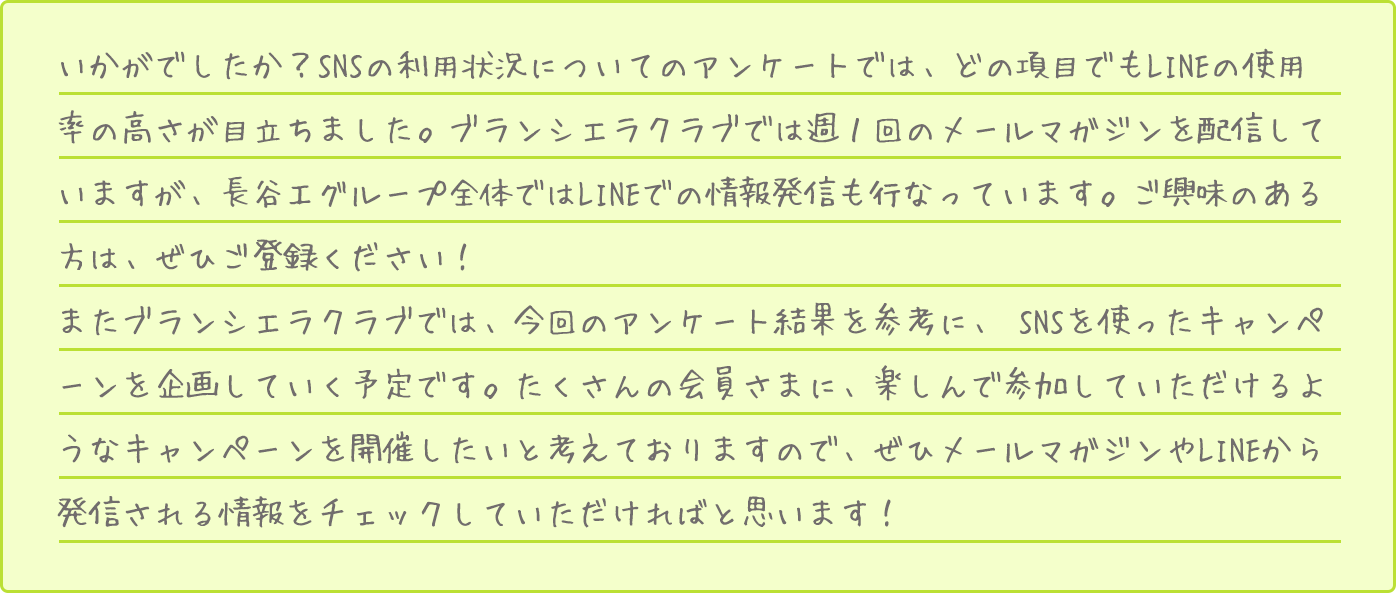 いかがでしたか？SNSの利用状況についてのアンケートでは、どの項目でもLINEの使用
率の高さが目立ちました。ブランシエラクラブでは週１回のメールマガジンを配信して
いますが、長谷工グループ全体ではLINEでの情報発信も行なっています。ご興味のある
方は、ぜひご登録ください！
またブランシエラクラブでは、今回のアンケート結果を参考に、 SNSを使ったキャンペ
ーンを企画していく予定です。たくさんの会員さまに、楽しんで参加していただけるよ
うなキャンペーンを開催したいと考えておりますので、ぜひメールマガジンやLINEから
発信される情報をチェックしていただければと思います！